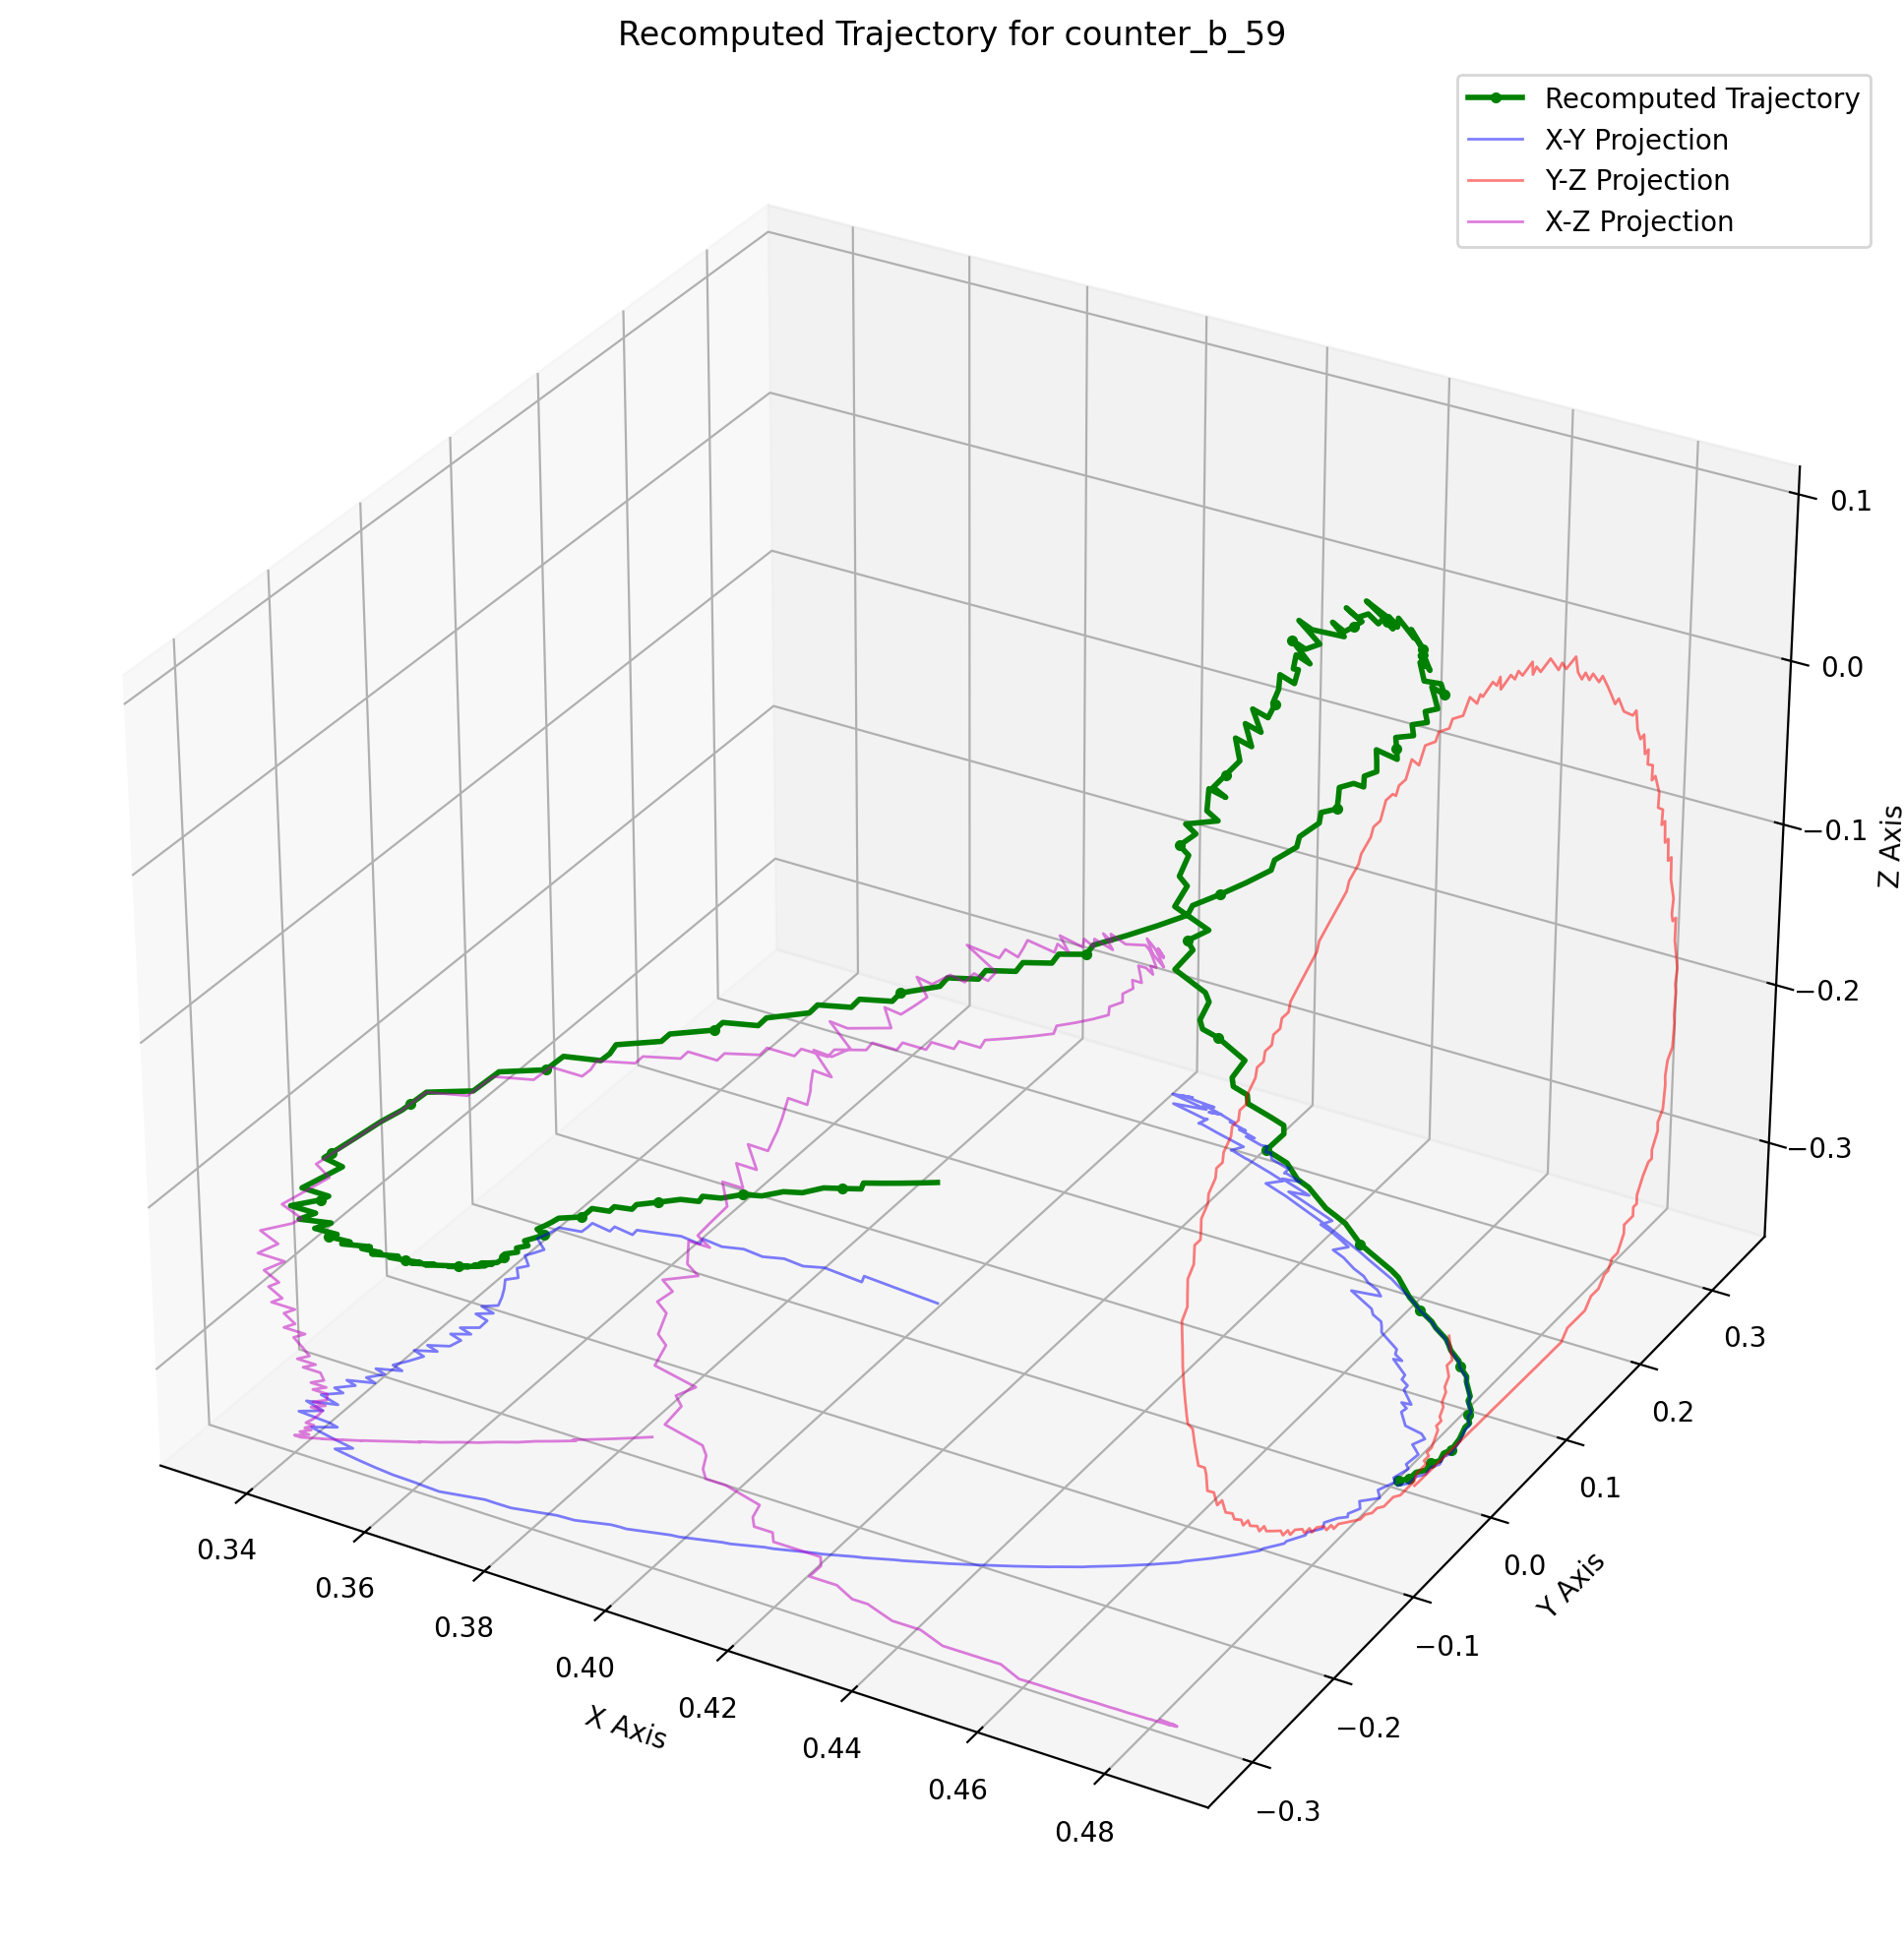 Recomputed Trajectory for counter_b_59
Recomputed Trajectory
X-Y Projection
Y-Z Projection
X-Z Projection
0.1
0.0
−0.1
−0.2
−0.3
Z Axis
0.3
0.2
0.1
0.0
−0.1
−0.2
−0.3
Y Axis
0.34
0.36
0.38
0.40
0.42
0.44
0.46
0.48
X Axis